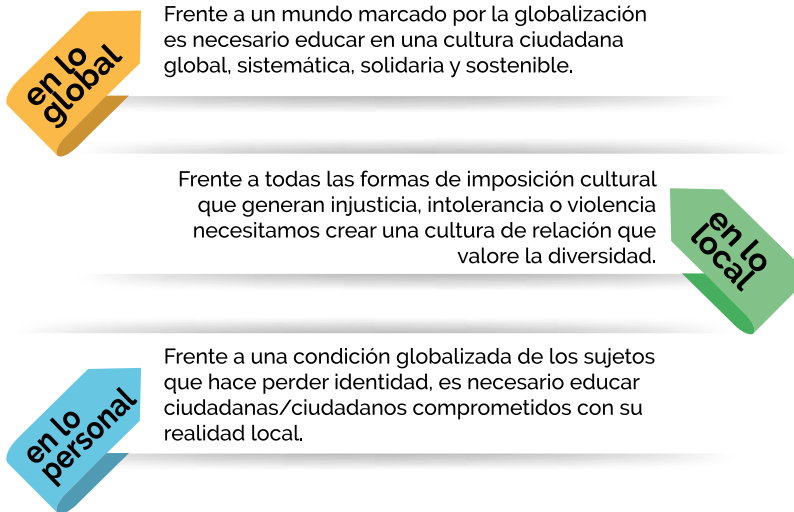 en lo
global
Frente a un mundo marcado por la globalización
es necesario educar en una cultura ciudadana
global, sistemática, solidaria y sostenible.
Frente a todas las formas de imposición cultural
que generan injusticia, intolerancia o violencia
necesitamos crear una cultura de relación que
valore la diversidad.
en lo
local
en lo
personal
Frente a una condición globalizada de los sujetos
que hace perder identidad, es necesario educar
ciudadanas/ciudadanos comprometidos con su
realidad local.